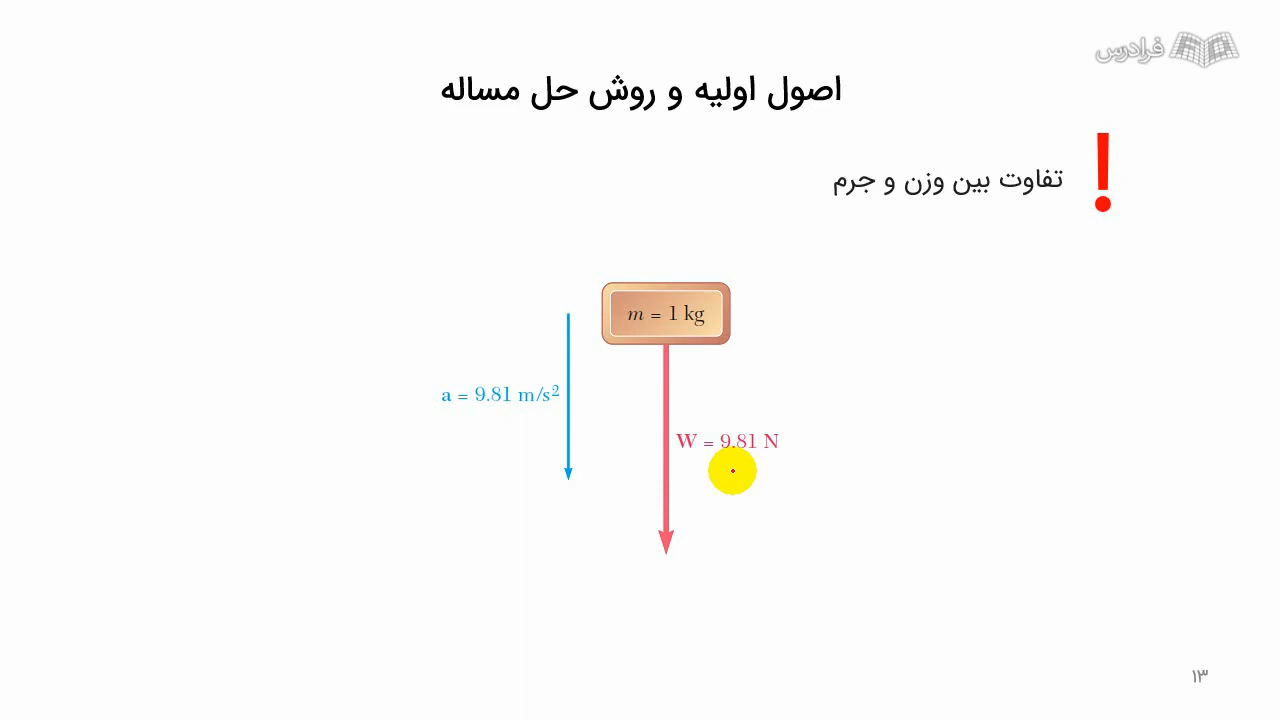 فرادرس
اصول اولیه و روش حل مساله
تفاوت بین وزن و جرم
!
m = 1 kg
a = 9.81 m/s²
W = 9.81 N
۱۳